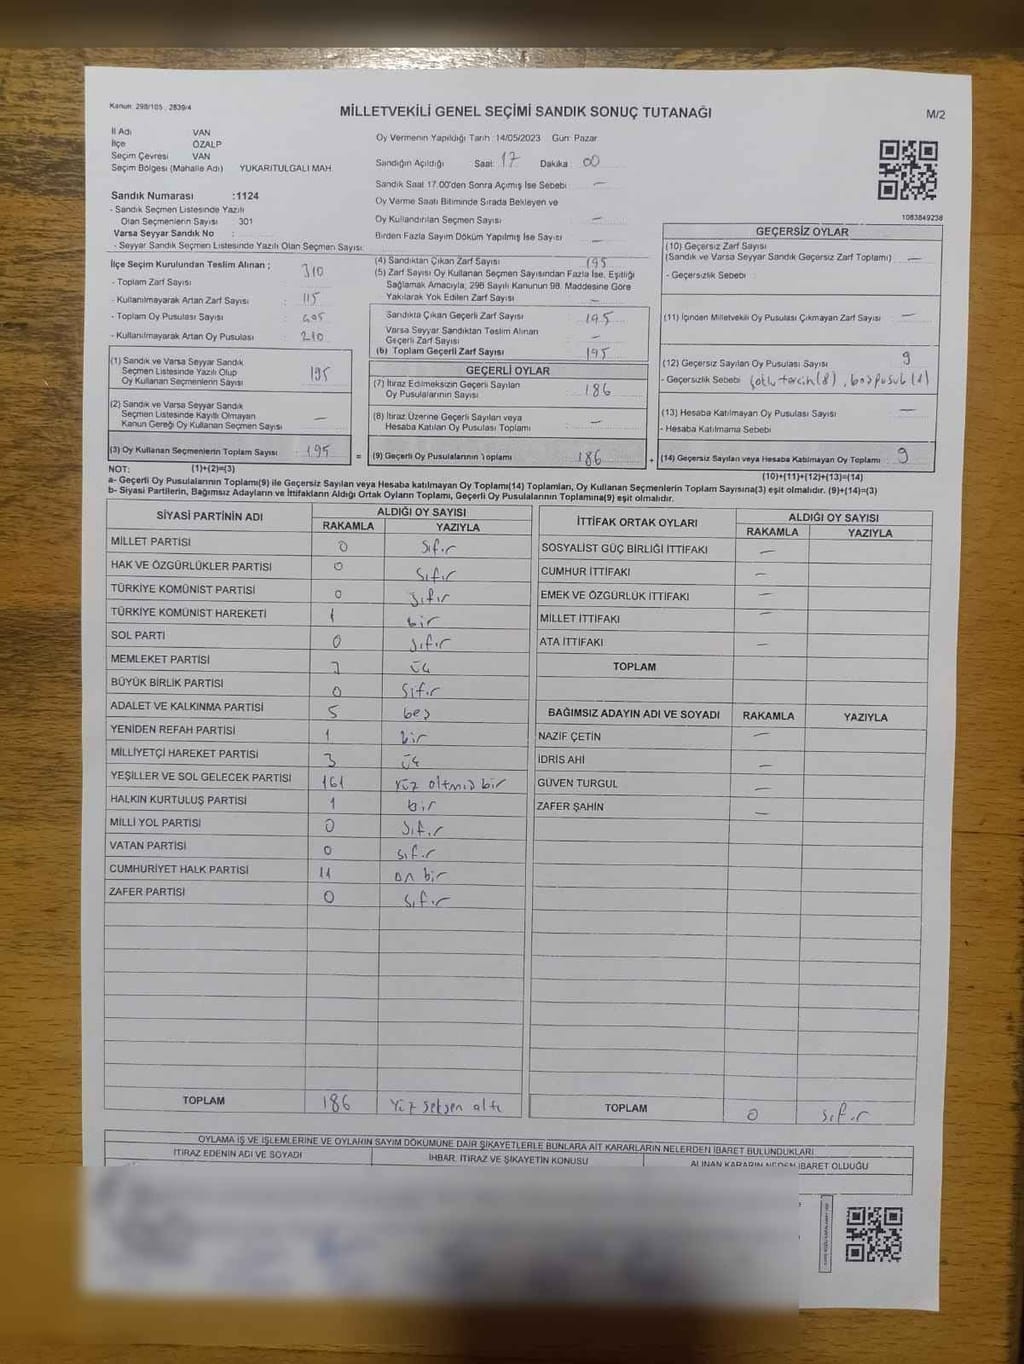 Kanun: 298/105 , 2839/4
MİLLETVEKİLİ GENEL SEÇİMİ SANDIK SONUÇ TUTANAĞI
M/2
İl Adı VAN
İlçe ÖZALP
Seçim Çevresi VAN
Seçim Bölgesi (Mahalle Adı) YUKARITULGALI MAH.
Sandık Numarası :1124
- Sandık Seçmen Listesinde Yazılı
Olan Seçmenlerin Sayısı : 301
Varsa Seyyar Sandık No :
- Seyyar Sandık Seçmen Listesinde Yazılı Olan Seçmen Sayısı:
Oy Vermenin Yapıldığı Tarih :14/05/2023 Gün: Pazar
Sandığın Açıldığı Saat: 17 Dakika : 00
Sandık Saat 17.00'den Sonra Açımış İse Sebebi : —
Oy Varme Saati Bitiminde Sırada Bekleyen ve
Oy Kullandırılan Seçmen Sayısı : —
Birden Fazla Sayım Döküm Yapılmış İse Sayısı : —
1083849238
İlçe Seçim Kurulundan Teslim Alınan ;
- Toplam Zarf Sayısı : 310
- Kullanılmayarak Artan Zarf Sayısı : 115
- Toplam Oy Pusulası Sayısı : 405
- Kullanılmayarak Artan Oy Pusulası : 210
(1) Sandık ve Varsa Seyyar Sandık
Seçmen Listesinde Yazılı Olup
Oy Kullanan Seçmenlerin Sayısı 195
(2) Sandık ve Varsa Seyyar Sandık
Seçmen Listesinde Kayıtlı Olmayan
Kanun Gereği Oy Kullanan Seçmen Sayısı —
(3) Oy Kullanan Seçmenlerin Toplam Sayısı 195
(4) Sandıktan Çıkan Zarf Sayısı 195
(5) Zarf Sayısı Oy Kullanan Seçmen Sayısından Fazla İse, Eşitliği
Sağlamak Amacıyla, 298 Sayılı Kanunun 98. Maddesine Göre
Yakılarak Yok Edilen Zarf Sayısı —
Sandıkta Çıkan Geçerli Zarf Sayısı 195
Varsa Seyyar Sandıktan Teslim Alınan
Geçerli Zarf Sayısı —
(6) Toplam Geçerli Zarf Sayısı 195
GEÇERLİ OYLAR
(7) İtiraz Edilmeksizin Geçerli Sayılan
Oy Pusulalarının Sayısı 186
(8) İtiraz Üzerine Geçerli Sayılan veya
Hesaba Katılan Oy Pusulası Toplamı —
= (9) Geçerli Oy Pusulalarının Toplamı 186
GEÇERSİZ OYLAR
(10) Geçersiz Zarf Sayısı
(Sandık ve Varsa Seyyar Sandık Geçersiz Zarf Toplamı) —
- Geçersizlik Sebebi :
(11) İçinden Milletvekili Oy Pusulası Çıkmayan Zarf Sayısı —
(12) Geçersiz Sayılan Oy Pusulası Sayısı 9
- Geçersizlik Sebebi
(13) Hesaba Katılmayan Oy Pusulası Sayısı —
- Hesaba Katılmama Sebebi
+ (14) Geçersiz Sayılan veya Hesaba Katılmayan Oy Toplamı 9
NOT: (1)+(2)=(3)
(10)+(11)+(12)+(13)=(14)
a- Geçerli Oy Pusulalarının Toplamı(9) ile Geçersiz Sayılan veya Hesaba katılmayan Oy Toplamı(14) Toplamları, Oy Kullanan Seçmenlerin Toplam Sayısına(3) eşit olmalıdır. (9)+(14)=(3)
b- Siyasi Partilerin, Bağımsız Adayların ve İttifakların Aldığı Ortak Oyların Toplamı, Geçerli Oy Pusulalarının Toplamına(9) eşit olmalıdır.
SİYASİ PARTİNİN ADI ALDIĞI OY SAYISI
RAKAMLA YAZIYLA
MİLLET PARTİSİ 0 sıfır
HAK VE ÖZGÜRLÜKLER PARTİSİ 0 sıfır
TÜRKİYE KOMÜNİST PARTİSİ 0 sıfır
TÜRKİYE KOMÜNİST HAREKETİ 1 bir
SOL PARTİ 0 sıfır
MEMLEKET PARTİSİ 3 üç
BÜYÜK BİRLİK PARTİSİ 0 sıfır
ADALET VE KALKINMA PARTİSİ 5 beş
YENİDEN REFAH PARTİSİ 1 bir
MİLLİYETÇİ HAREKET PARTİSİ 3 üç
YEŞİLLER VE SOL GELECEK PARTİSİ 161 Yüz altmış bir
HALKIN KURTULUŞ PARTİSİ 1 bir
MİLLİ YOL PARTİSİ 0 sıfır
VATAN PARTİSİ 0 sıfır
CUMHURİYET HALK PARTİSİ 11 on bir
ZAFER PARTİSİ 0 sıfır
TOPLAM 186 Yüz seksen altı
İTTİFAK ORTAK OYLARI ALDIĞI OY SAYISI
RAKAMLA YAZIYLA
SOSYALİST GÜÇ BİRLİĞİ İTTİFAKI —
CUMHUR İTTİFAKI —
EMEK VE ÖZGÜRLÜK İTTİFAKI —
MİLLET İTTİFAKI —
ATA İTTİFAKI —
TOPLAM
BAĞIMSIZ ADAYIN ADI VE SOYADI RAKAMLA YAZIYLA
NAZİF ÇETİN —
İDRİS AHİ —
GÜVEN TURGUL —
ZAFER ŞAHİN —
TOPLAM 0 sıfır
OYLAMA İŞ VE İŞLEMLERİNE VE OYLARIN SAYIM DÖKÜMÜNE DAİR ŞİKAYETLERLE BUNLARA AİT KARARLARIN NELERDEN İBARET BULUNDUKLARI
İTİRAZ EDENİN ADI VE SOYADI İHBAR, İTİRAZ VE ŞİKAYETİN KONUSU ALINAN KARARIN NEDEN İBARET OLDUĞU